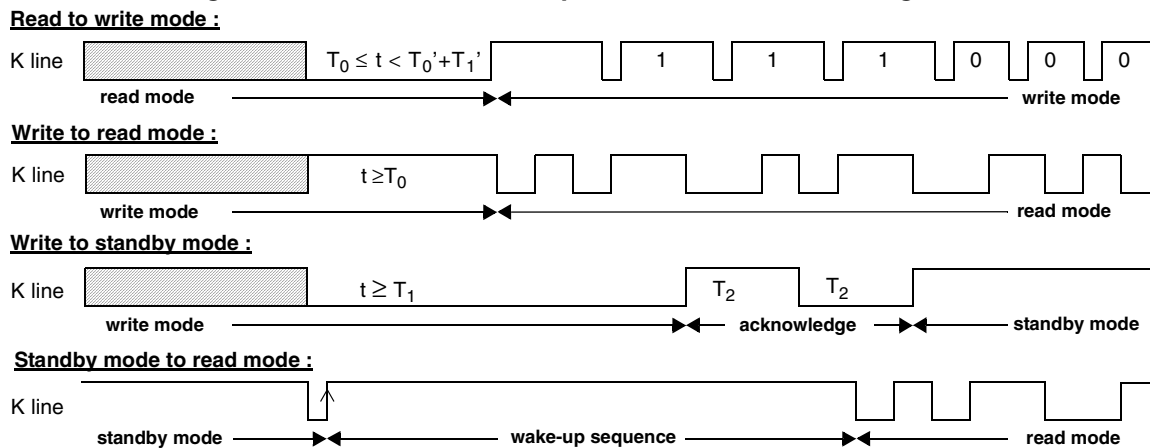 Read to write mode :
K line T₀ ≤ t < T₀'+T₁' 1 1 1 0 0 0
read mode write mode
Write to read mode :
K line t ≥T₀
write mode read mode
Write to standby mode :
K line t ≥ T₁ T₂ T₂
write mode acknowledge standby mode
Standby mode to read mode :
K line
standby mode wake-up sequence read mode